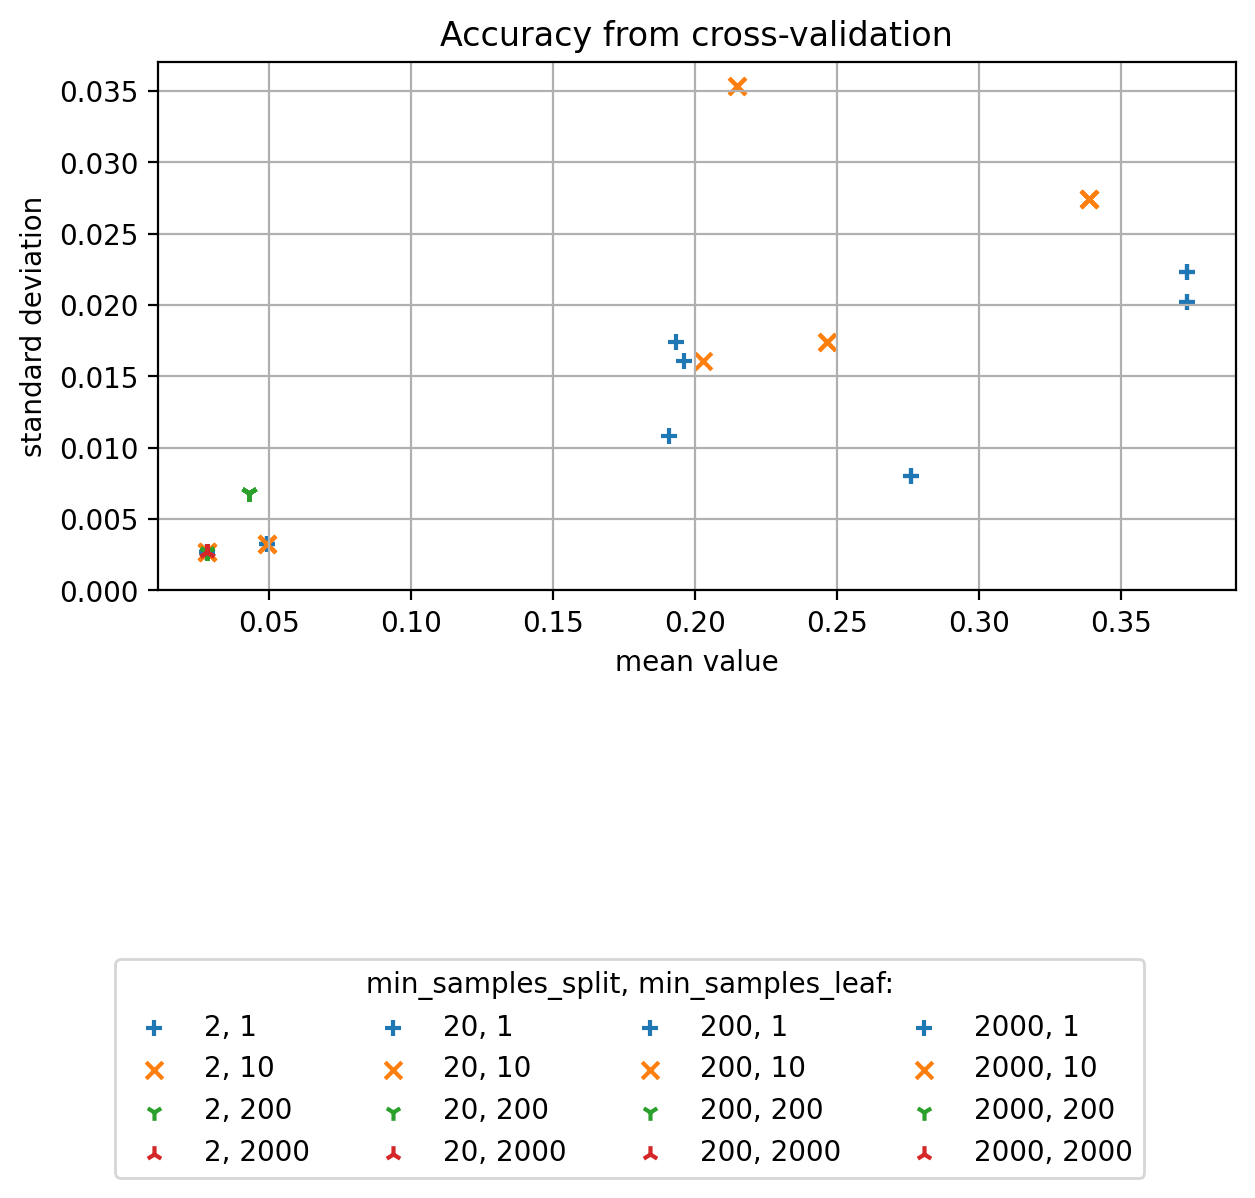 Accuracy from cross-validation
0.035
0.030
0.025
0.020
0.015
0.010
0.005
0.000
standard deviation
0.05 0.10 0.15 0.20 0.25 0.30 0.35
mean value
min_samples_split, min_samples_leaf:
2, 1 20, 1 200, 1 2000, 1
2, 10 20, 10 200, 10 2000, 10
2, 200 20, 200 200, 200 2000, 200
2, 2000 20, 2000 200, 2000 2000, 2000